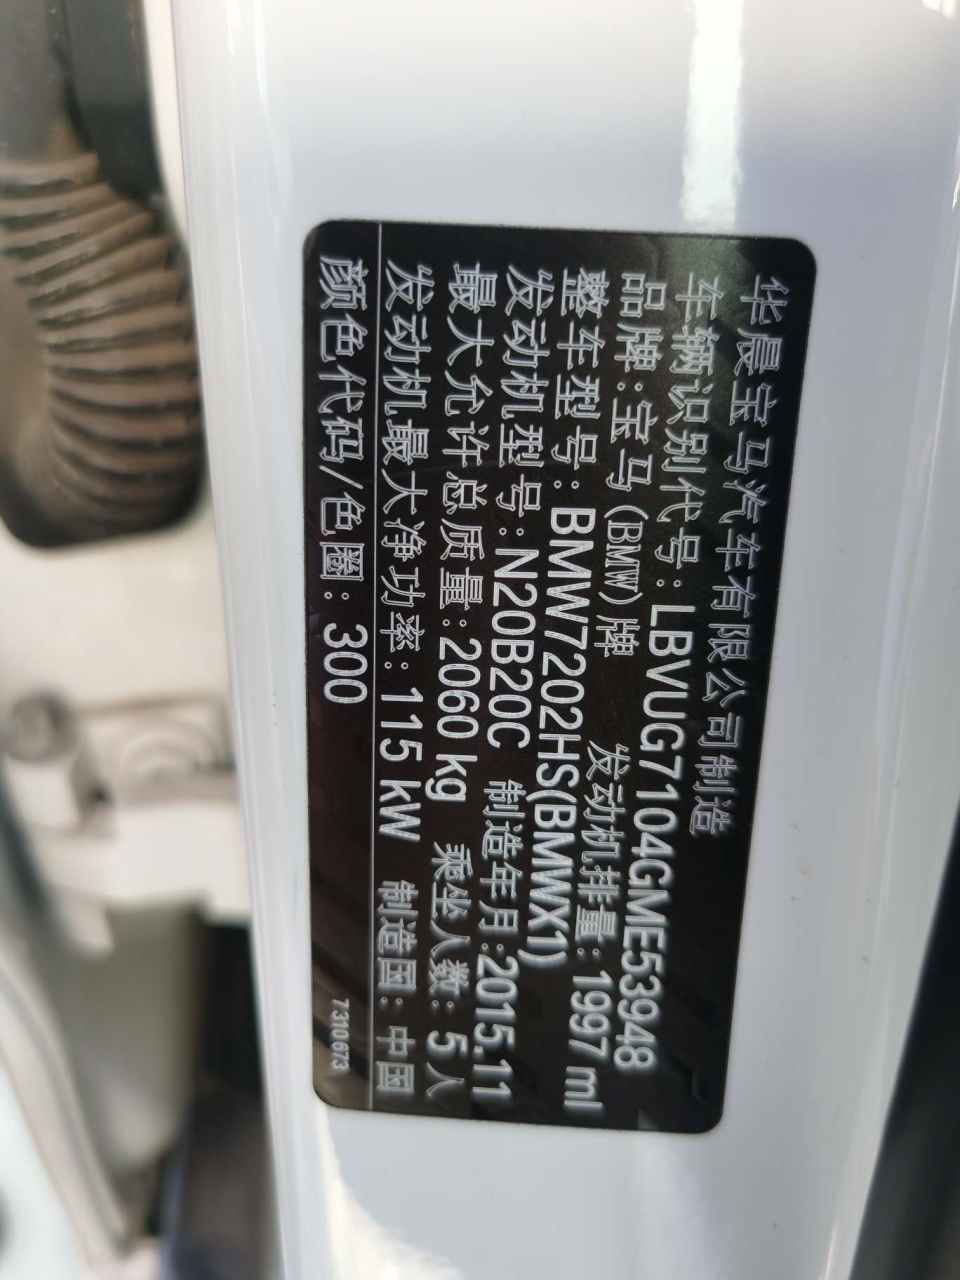 华晨宝马汽车有限公司制造
车辆识别代号: LBVUG7104GME53948
品牌: 宝马(BMW)牌 发动机排量: 1997 ml
整车型号: BMW7202HS(BMWX1)
发动机型号: N20B20C 制造年月: 2015.11
最大允许总质量: 2060 kg 乘坐人数: 5 人
发动机最大净功率: 115 kW 制造国: 中国
颜色代码/色圈: 300 7310673